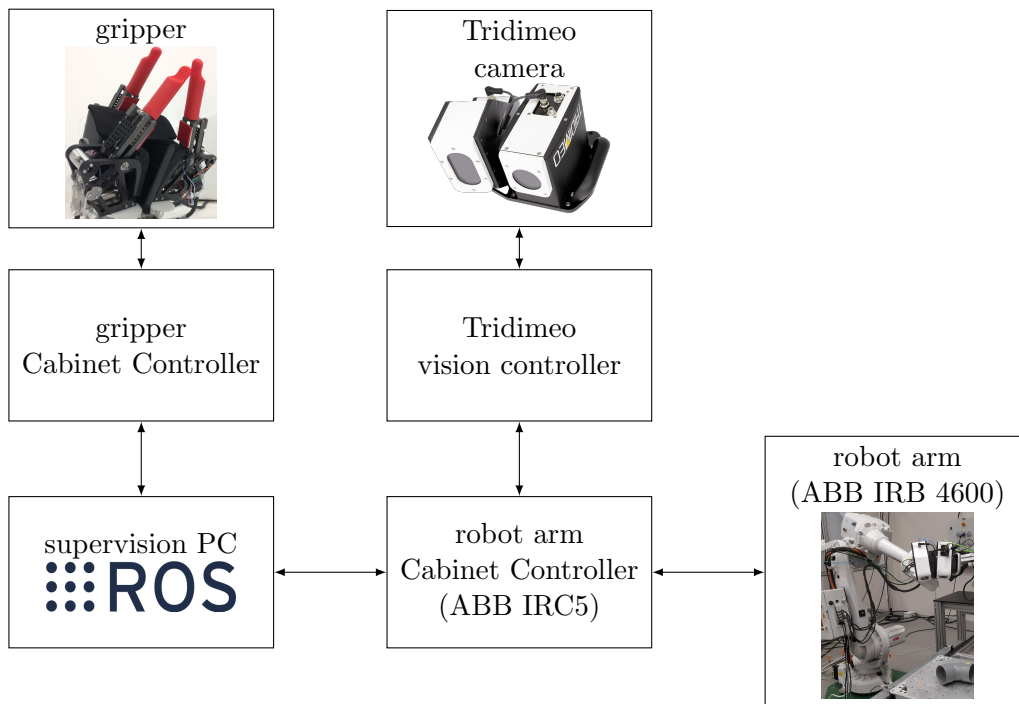 gripper
Tridimeo
camera
TRIDIMEO
gripper
Cabinet Controller
Tridimeo
vision controller
robot arm
(ABB IRB 4600)
supervision PC
ROS
robot arm
Cabinet Controller
(ABB IRC5)